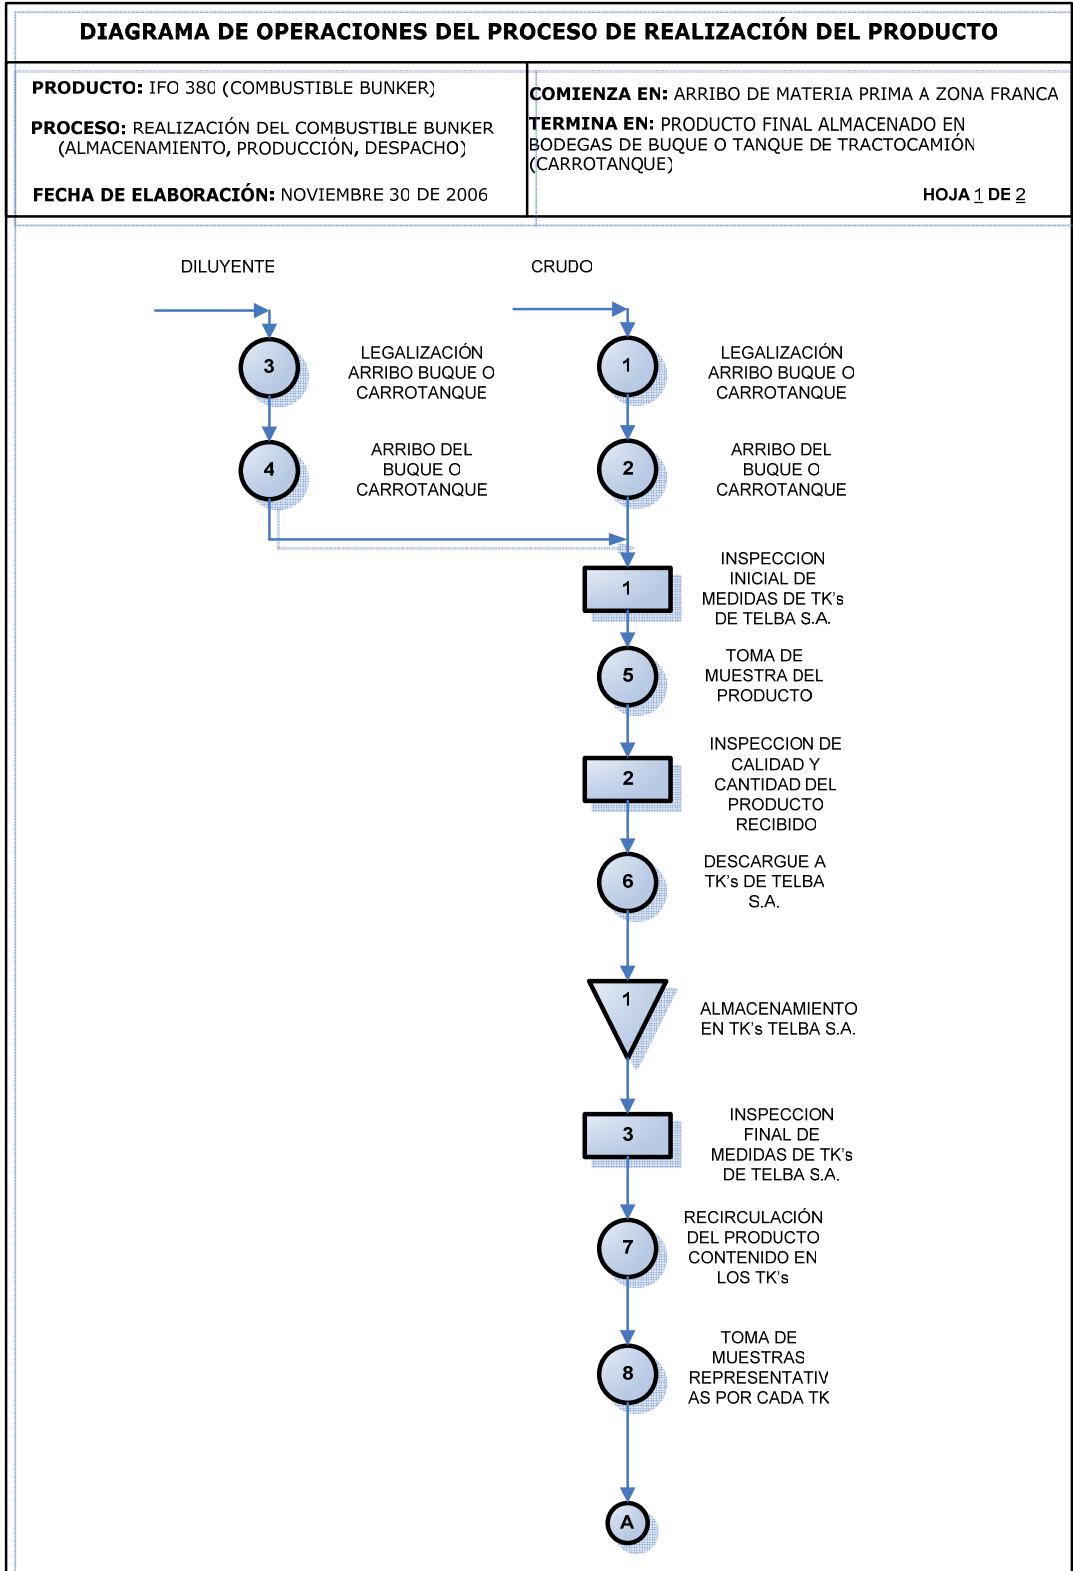 DIAGRAMA DE OPERACIONES DEL PROCESO DE REALIZACIÓN DEL PRODUCTO
PRODUCTO: IFO 380 (COMBUSTIBLE BUNKER)
PROCESO: REALIZACIÓN DEL COMBUSTIBLE BUNKER
(ALMACENAMIENTO, PRODUCCIÓN, DESPACHO)
FECHA DE ELABORACIÓN: NOVIEMBRE 30 DE 2006
COMIENZA EN: ARRIBO DE MATERIA PRIMA A ZONA FRANCA
TERMINA EN: PRODUCTO FINAL ALMACENADO EN
BODEGAS DE BUQUE O TANQUE DE TRACTOCAMIÓN
(CARROTANQUE)
HOJA 1 DE 2
DILUYENTE
CRUDO
3
LEGALIZACIÓN
ARRIBO BUQUE O
CARROTANQUE
1
LEGALIZACIÓN
ARRIBO BUQUE O
CARROTANQUE
4
ARRIBO DEL
BUQUE O
CARROTANQUE
2
ARRIBO DEL
BUQUE O
CARROTANQUE
1
INSPECCION
INICIAL DE
MEDIDAS DE TK's
DE TELBA S.A.
5
TOMA DE
MUESTRA DEL
PRODUCTO
2
INSPECCION DE
CALIDAD Y
CANTIDAD DEL
PRODUCTO
RECIBIDO
6
DESCARGUE A
TK's DE TELBA
S.A.
1
ALMACENAMIENTO
EN TK's TELBA S.A.
3
INSPECCION
FINAL DE
MEDIDAS DE TK's
DE TELBA S.A.
7
RECIRCULACIÓN
DEL PRODUCTO
CONTENIDO EN
LOS TK's
8
TOMA DE
MUESTRAS
REPRESENTATIV
AS POR CADA TK
A